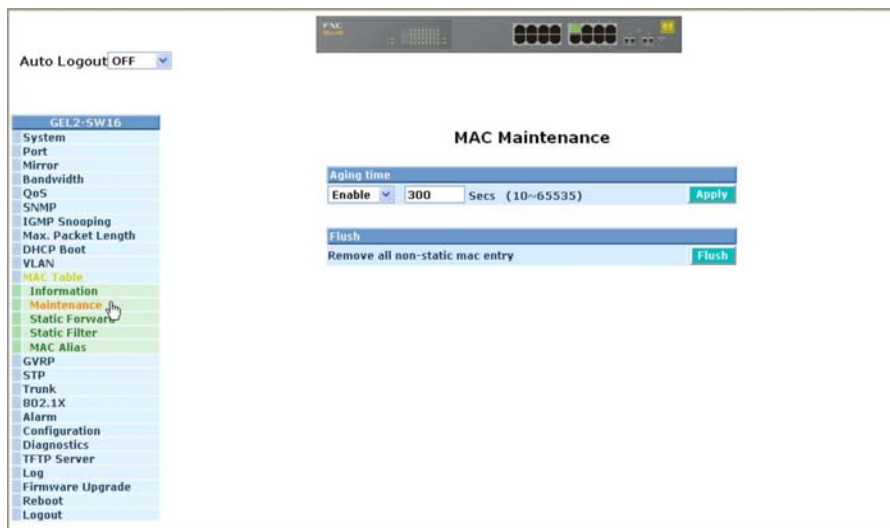 FXC
Auto Logout OFF
GEL2-SW16
System
Port
Mirror
Bandwidth
QoS
SNMP
IGMP Snooping
Max. Packet Length
DHCP Boot
VLAN
MAC Table
Information
Maintenance
Static Forward
Static Filter
MAC Alias
GVRP
STP
Trunk
802.1X
Alarm
Configuration
Diagnostics
TFTP Server
Log
Firmware Upgrade
Reboot
Logout
MAC Maintenance
Aging time
Enable 300 Secs (10~65535) Apply
Flush
Remove all non-static mac entry Flush